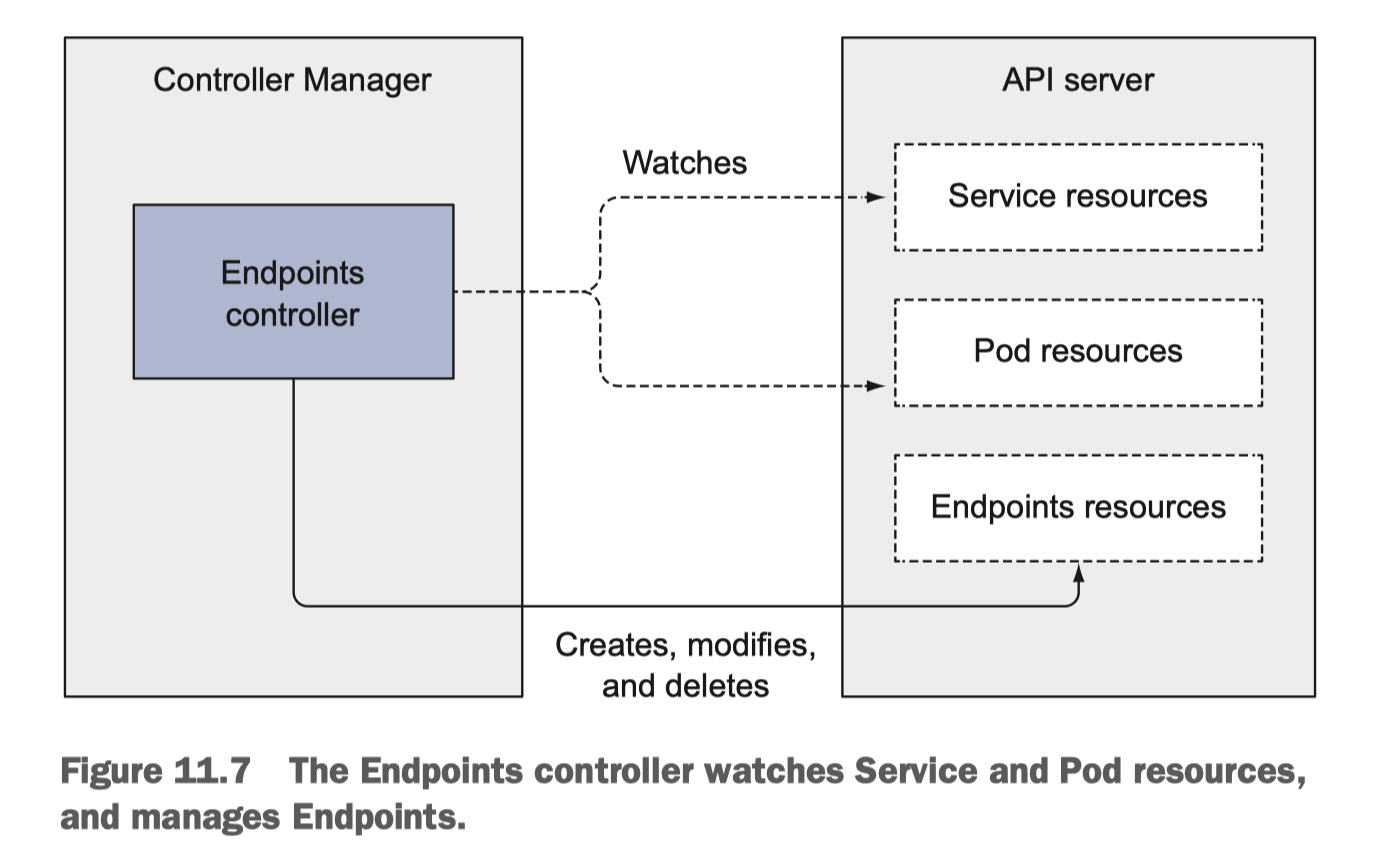 Controller Manager
API server
Watches
Service resources
Endpoints
controller
Pod resources
Endpoints resources
Creates, modifies,
and deletes
Figure 11.7 The Endpoints controller watches Service and Pod resources,
and manages Endpoints.